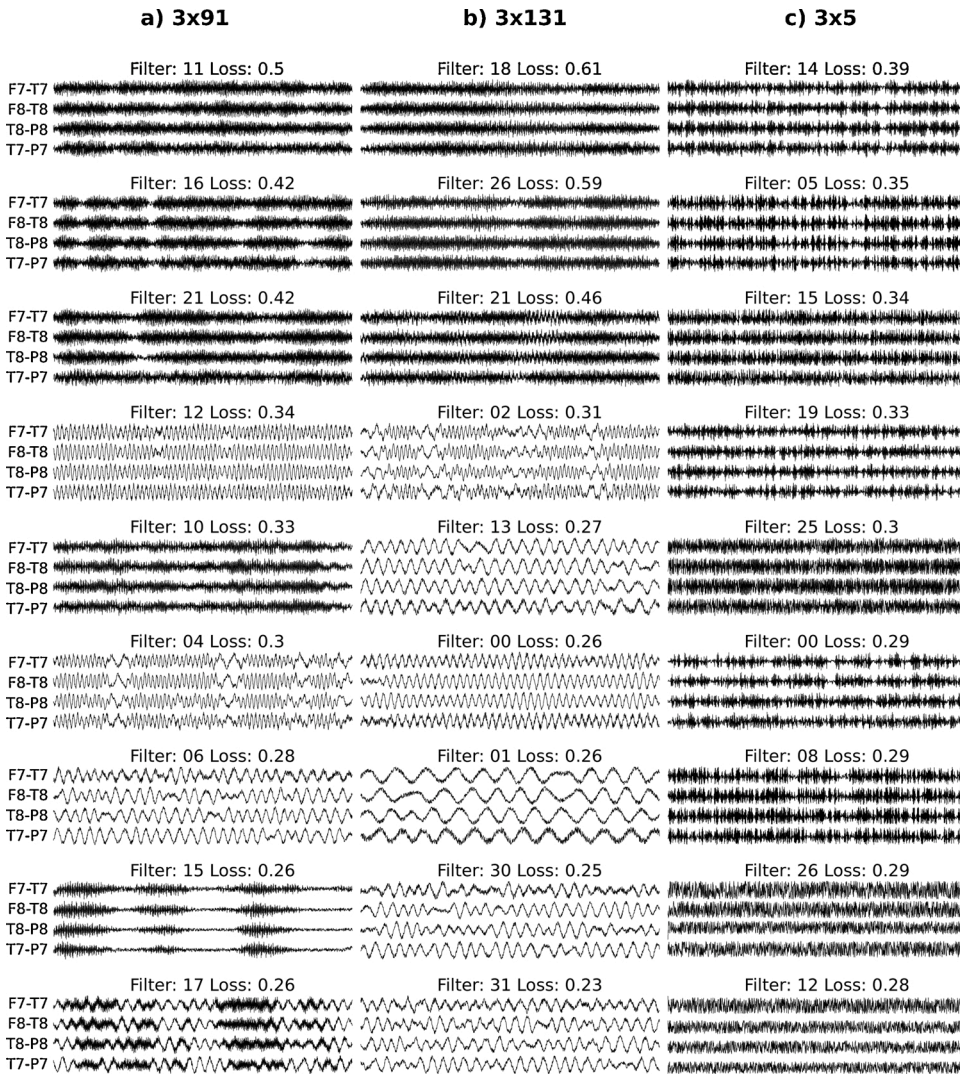 a) 3x91 b) 3x131 c) 3x5
Filter: 11 Loss: 0.5 Filter: 18 Loss: 0.61 Filter: 14 Loss: 0.39
F7-T7
F8-T8
T8-P8
T7-P7
Filter: 16 Loss: 0.42 Filter: 26 Loss: 0.59 Filter: 05 Loss: 0.35
F7-T7
F8-T8
T8-P8
T7-P7
Filter: 21 Loss: 0.42 Filter: 21 Loss: 0.46 Filter: 15 Loss: 0.34
F7-T7
F8-T8
T8-P8
T7-P7
Filter: 12 Loss: 0.34 Filter: 02 Loss: 0.31 Filter: 19 Loss: 0.33
F7-T7
F8-T8
T8-P8
T7-P7
Filter: 10 Loss: 0.33 Filter: 13 Loss: 0.27 Filter: 25 Loss: 0.3
F7-T7
F8-T8
T8-P8
T7-P7
Filter: 04 Loss: 0.3 Filter: 00 Loss: 0.26 Filter: 00 Loss: 0.29
F7-T7
F8-T8
T8-P8
T7-P7
Filter: 06 Loss: 0.28 Filter: 01 Loss: 0.26 Filter: 08 Loss: 0.29
F7-T7
F8-T8
T8-P8
T7-P7
Filter: 15 Loss: 0.26 Filter: 30 Loss: 0.25 Filter: 26 Loss: 0.29
F7-T7
F8-T8
T8-P8
T7-P7
Filter: 17 Loss: 0.26 Filter: 31 Loss: 0.23 Filter: 12 Loss: 0.28
F7-T7
F8-T8
T8-P8
T7-P7